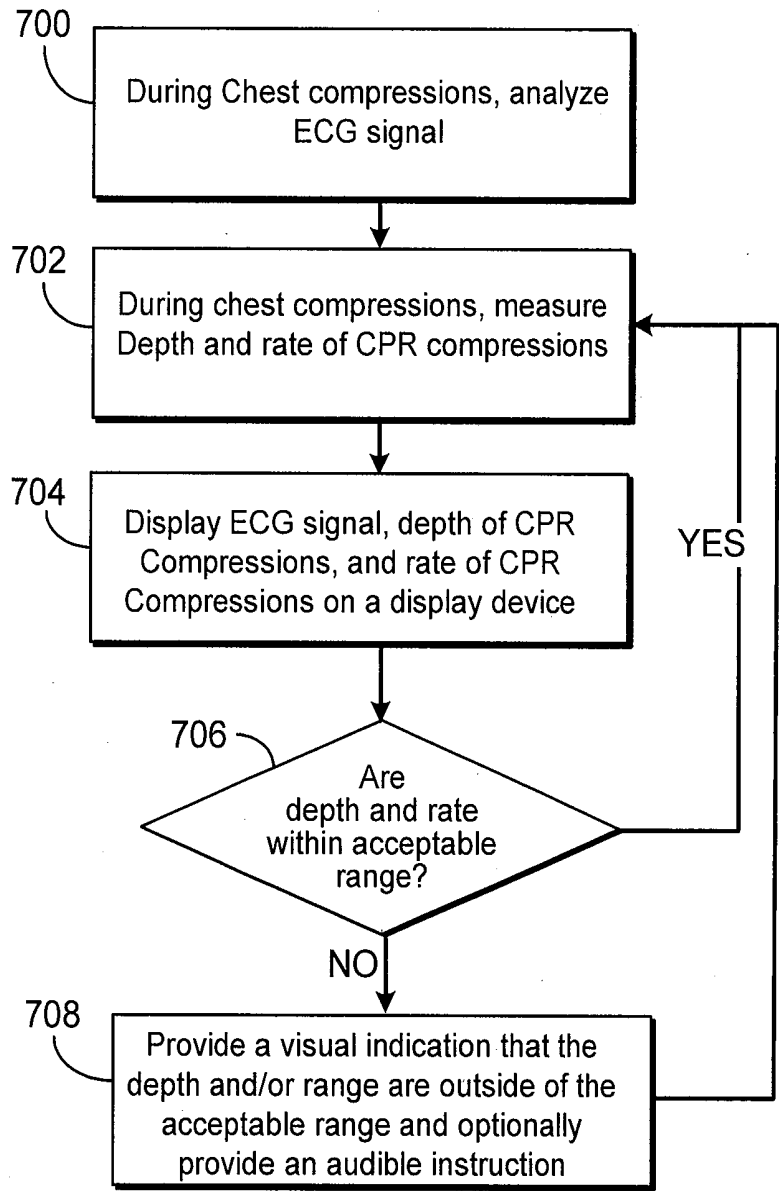 700
During Chest compressions, analyze
ECG signal
702
During chest compressions, measure
Depth and rate of CPR compressions
704
Display ECG signal, depth of CPR
Compressions, and rate of CPR
Compressions on a display device
YES
706
Are
depth and rate
within acceptable
range?
NO
708
Provide a visual indication that the
depth and/or range are outside of the
acceptable range and optionally
provide an audible instruction